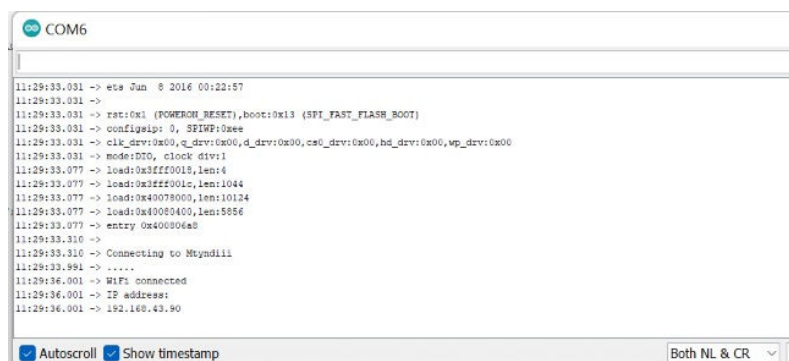 COM6
11:29:33.031 -> ets Jun  8 2016 00:22:57
11:29:33.031 ->
11:29:33.031 -> rst:0x1 (POWERON_RESET),boot:0x13 (SPI_FAST_FLASH_BOOT)
11:29:33.031 -> configsip: 0, SPIWP:0xee
11:29:33.031 -> clk_drv:0x00,q_drv:0x00,d_drv:0x00,cs0_drv:0x00,hd_drv:0x00,wp_drv:0x00
11:29:33.031 -> mode:DIO, clock div:1
11:29:33.077 -> load:0x3fff0018,len:4
11:29:33.077 -> load:0x3fff001c,len:1044
11:29:33.077 -> load:0x40078000,len:10124
11:29:33.077 -> load:0x40080400,len:5856
11:29:33.077 -> entry 0x400806a8
11:29:33.310 ->
11:29:33.310 -> Connecting to Mtyndiii
11:29:33.991 -> .....
11:29:36.001 -> WiFi connected
11:29:36.001 -> IP address:
11:29:36.001 -> 192.168.43.90
Autoscroll Show timestamp Both NL & CR